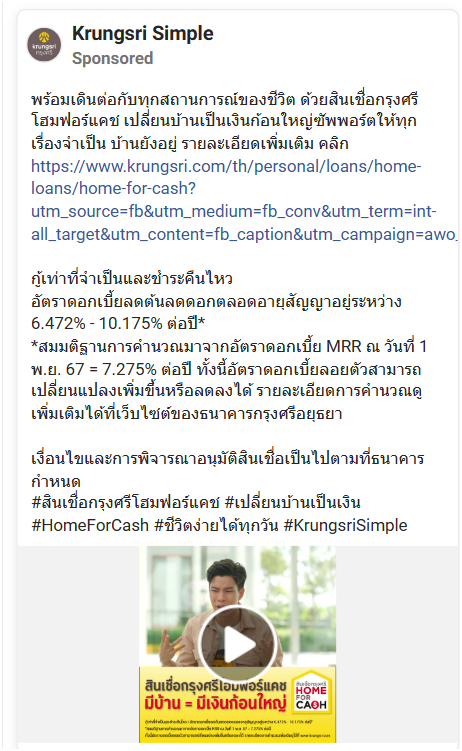 Krungsri Simple
Sponsored
krungsri
กรุงศรี
พร้อมเดินต่อกับทุกสถานการณ์ของชีวิต ด้วยสินเชื่อกรุงศรี
โฮมฟอร์แคช เปลี่ยนบ้านเป็นเงินก้อนใหญ่ซัพพอร์ตให้ทุก
เรื่องจำเป็น บ้านยังอยู่ รายละเอียดเพิ่มเติม คลิก
https://www.krungsri.com/th/personal/loans/home-
loans/home-for-cash?
utm_source=fb&utm_medium=fb_conv&utm_term=int-
all_target&utm_content=fb_caption&utm_campaign=awo_
กู้เท่าที่จำเป็นและชำระคืนไหว
อัตราดอกเบี้ยลดต้นลดดอกตลอดอายุสัญญาอยู่ระหว่าง
6.472% - 10.175% ต่อปี*
*สมมติฐานการคำนวณมาจากอัตราดอกเบี้ย MRR ณ วันที่ 1
พ.ย. 67 = 7.275% ต่อปี ทั้งนี้อัตราดอกเบี้ยลอยตัวสามารถ
เปลี่ยนแปลงเพิ่มขึ้นหรือลดลงได้ รายละเอียดการคำนวณดู
เพิ่มเติมได้ที่เว็บไซต์ของธนาคารกรุงศรีอยุธยา
เงื่อนไขและการพิจารณาอนุมัติสินเชื่อเป็นไปตามที่ธนาคาร
กำหนด
#สินเชื่อกรุงศรีโฮมฟอร์แคช #เปลี่ยนบ้านเป็นเงิน
#HomeForCash #ชีวิตง่ายได้ทุกวัน #KrungsriSimple
สินเชื่อกรุงศรีโฮมฟอร์แคช
มีบ้าน = มีเงินก้อนใหญ่
สินเชื่อกรุงศรี
HOME
FOR
CASH